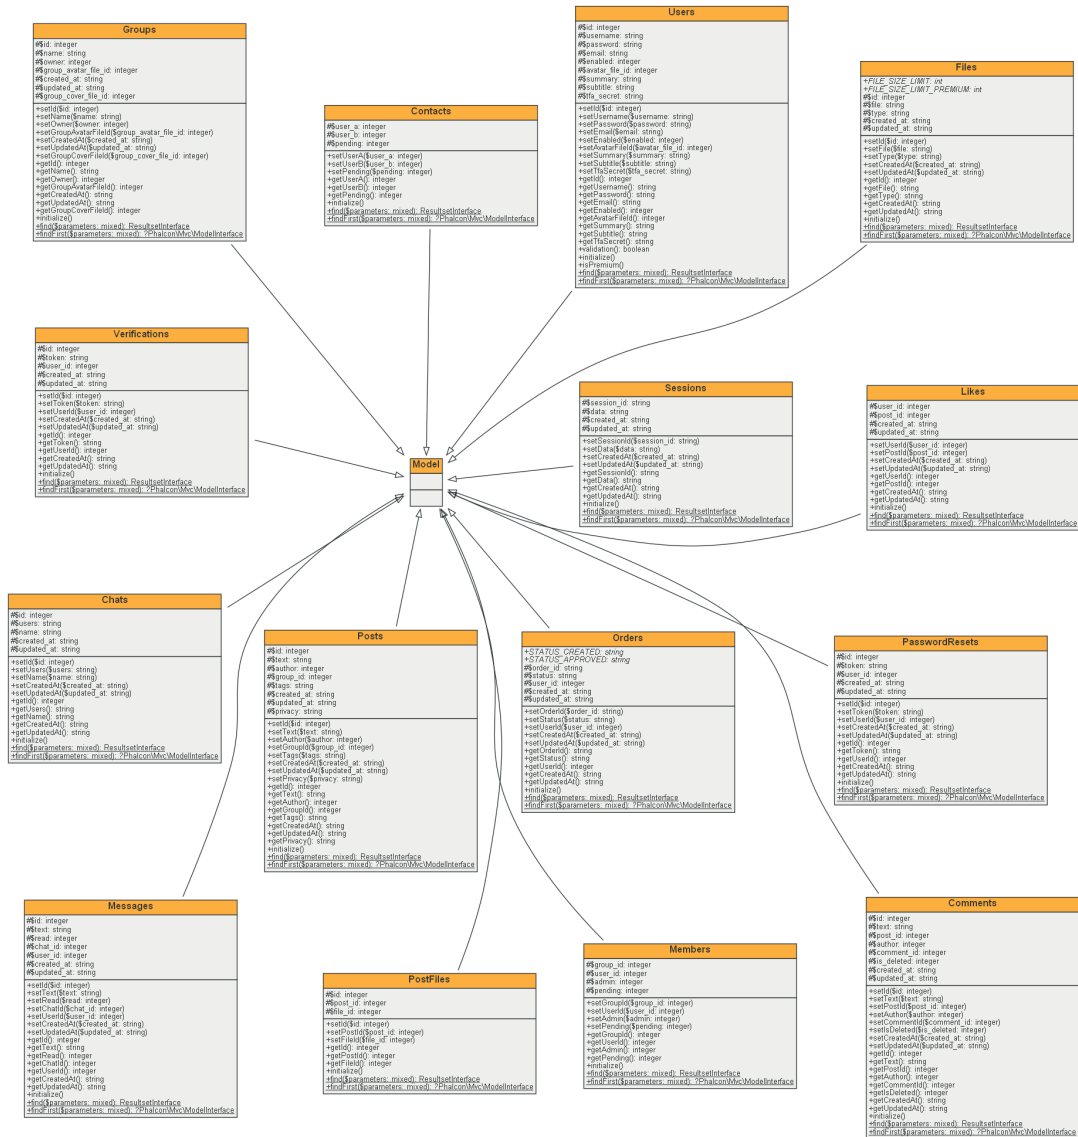 Groups
#$id: integer
#$name: string
#$owner: integer
#$group_avatar_file_id: integer
#$created_at: string
#$updated_at: string
#$group_cover_file_id: integer
+setId($id: integer)
+setName($name: string)
+setOwner($owner: integer)
+setGroupAvatarFileId($group_avatar_file_id: integer)
+setCreatedAt($created_at: string)
+setUpdatedAt($updated_at: string)
+setGroupCoverFileId($group_cover_file_id: integer)
+getId(): integer
+getName(): string
+getOwner(): integer
+getGroupAvatarFileId(): integer
+getCreatedAt(): string
+getUpdatedAt(): string
+getGroupCoverFileId(): integer
+initialize()
+find($parameters: mixed): ResultsetInterface
+findFirst($parameters: mixed): ?Phalcon\Mvc\ModelInterface
Contacts
#$user_a: integer
#$user_b: integer
#$pending: integer
+setUserA($user_a: integer)
+setUserB($user_b: integer)
+setPending($pending: integer)
+getUserA(): integer
+getUserB(): integer
+getPending(): integer
+initialize()
+find($parameters: mixed): ResultsetInterface
+findFirst($parameters: mixed): ?Phalcon\Mvc\ModelInterface
Users
#$id: integer
#$username: string
#$password: string
#$email: string
#$enabled: integer
#$avatar_file_id: integer
#$summary: string
#$subtitle: string
#$tfa_secret: string
+setId($id: integer)
+setUsername($username: string)
+setPassword($password: string)
+setEmail($email: string)
+setEnabled($enabled: integer)
+setAvatarFileId($avatar_file_id: integer)
+setSummary($summary: string)
+setSubtitle($subtitle: string)
+setTfaSecret($tfa_secret: string)
+getId(): integer
+getUsername(): string
+getPassword(): string
+getEmail(): string
+getEnabled(): integer
+getAvatarFileId(): integer
+getSummary(): string
+getSubtitle(): string
+getTfaSecret(): string
+validation(): boolean
+initialize()
+isPremium()
+find($parameters: mixed): ResultsetInterface
+findFirst($parameters: mixed): ?Phalcon\Mvc\ModelInterface
Files
+FILE_SIZE_LIMIT: int
+FILE_SIZE_LIMIT_PREMIUM: int
#$id: integer
#$file: string
#$type: string
#$created_at: string
#$updated_at: string
+setId($id: integer)
+setFile($file: string)
+setType($type: string)
+setCreatedAt($created_at: string)
+setUpdatedAt($updated_at: string)
+getId(): integer
+getFile(): string
+getType(): string
+getCreatedAt(): string
+getUpdatedAt(): string
+initialize()
+find($parameters: mixed): ResultsetInterface
+findFirst($parameters: mixed): ?Phalcon\Mvc\ModelInterface
Verifications
#$id: integer
#$token: string
#$user_id: integer
#$created_at: string
#$updated_at: string
+setId($id: integer)
+setToken($token: string)
+setUserId($user_id: integer)
+setCreatedAt($created_at: string)
+setUpdatedAt($updated_at: string)
+getId(): integer
+getToken(): string
+getUserId(): integer
+getCreatedAt(): string
+getUpdatedAt(): string
+initialize()
+find($parameters: mixed): ResultsetInterface
+findFirst($parameters: mixed): ?Phalcon\Mvc\ModelInterface
Model
Sessions
#$session_id: string
#$data: string
#$created_at: string
#$updated_at: string
+setSessionId($session_id: string)
+setData($data: string)
+setCreatedAt($created_at: string)
+setUpdatedAt($updated_at: string)
+getSessionId(): string
+getData(): string
+getCreatedAt(): string
+getUpdatedAt(): string
+initialize()
+find($parameters: mixed): ResultsetInterface
+findFirst($parameters: mixed): ?Phalcon\Mvc\ModelInterface
Likes
#$user_id: integer
#$post_id: integer
#$created_at: string
#$updated_at: string
+setUserId($user_id: integer)
+setPostId($post_id: integer)
+setCreatedAt($created_at: string)
+setUpdatedAt($updated_at: string)
+getUserId(): integer
+getPostId(): integer
+getCreatedAt(): string
+getUpdatedAt(): string
+initialize()
+find($parameters: mixed): ResultsetInterface
+findFirst($parameters: mixed): ?Phalcon\Mvc\ModelInterface
Chats
#$id: integer
#$users: string
#$name: string
#$created_at: string
#$updated_at: string
+setId($id: integer)
+setUsers($users: string)
+setName($name: string)
+setCreatedAt($created_at: string)
+setUpdatedAt($updated_at: string)
+getId(): integer
+getUsers(): string
+getName(): string
+getCreatedAt(): string
+getUpdatedAt(): string
+initialize()
+find($parameters: mixed): ResultsetInterface
+findFirst($parameters: mixed): ?Phalcon\Mvc\ModelInterface
Posts
#$id: integer
#$text: string
#$author: integer
#$group_id: integer
#$tags: string
#$created_at: string
#$updated_at: string
#$privacy: string
+setId($id: integer)
+setText($text: string)
+setAuthor($author: integer)
+setGroupId($group_id: integer)
+setTags($tags: string)
+setCreatedAt($created_at: string)
+setUpdatedAt($updated_at: string)
+setPrivacy($privacy: string)
+getId(): integer
+getText(): string
+getAuthor(): integer
+getGroupId(): integer
+getTags(): string
+getCreatedAt(): string
+getUpdatedAt(): string
+getPrivacy(): string
+initialize()
+find($parameters: mixed): ResultsetInterface
+findFirst($parameters: mixed): ?Phalcon\Mvc\ModelInterface
Orders
+STATUS_CREATED: string
+STATUS_APPROVED: string
#$order_id: string
#$status: string
#$user_id: integer
#$created_at: string
#$updated_at: string
+setOrderId($order_id: string)
+setStatus($status: string)
+setUserId($user_id: integer)
+setCreatedAt($created_at: string)
+setUpdatedAt($updated_at: string)
+getOrderId(): string
+getStatus(): string
+getUserId(): integer
+getCreatedAt(): string
+getUpdatedAt(): string
+initialize()
+find($parameters: mixed): ResultsetInterface
+findFirst($parameters: mixed): ?Phalcon\Mvc\ModelInterface
PasswordResets
#$id: integer
#$token: string
#$user_id: integer
#$created_at: string
#$updated_at: string
+setId($id: integer)
+setToken($token: string)
+setUserId($user_id: integer)
+setCreatedAt($created_at: string)
+setUpdatedAt($updated_at: string)
+getId(): integer
+getToken(): string
+getUserId(): integer
+getCreatedAt(): string
+getUpdatedAt(): string
+initialize()
+find($parameters: mixed): ResultsetInterface
+findFirst($parameters: mixed): ?Phalcon\Mvc\ModelInterface
Messages
#$id: integer
#$text: string
#$read: integer
#$chat_id: integer
#$user_id: integer
#$created_at: string
#$updated_at: string
+setId($id: integer)
+setText($text: string)
+setRead($read: integer)
+setChatId($chat_id: integer)
+setUserId($user_id: integer)
+setCreatedAt($created_at: string)
+setUpdatedAt($updated_at: string)
+getId(): integer
+getText(): string
+getRead(): integer
+getChatId(): integer
+getUserId(): integer
+getCreatedAt(): string
+getUpdatedAt(): string
+initialize()
+find($parameters: mixed): ResultsetInterface
+findFirst($parameters: mixed): ?Phalcon\Mvc\ModelInterface
PostFiles
#$id: integer
#$post_id: integer
#$file_id: integer
+setId($id: integer)
+setPostId($post_id: integer)
+setFileId($file_id: integer)
+getId(): integer
+getPostId(): integer
+getFileId(): integer
+initialize()
+find($parameters: mixed): ResultsetInterface
+findFirst($parameters: mixed): ?Phalcon\Mvc\ModelInterface
Members
#$group_id: integer
#$user_id: integer
#$admin: integer
#$pending: integer
+setGroupId($group_id: integer)
+setUserId($user_id: integer)
+setAdmin($admin: integer)
+setPending($pending: integer)
+getGroupId(): integer
+getUserId(): integer
+getAdmin(): integer
+getPending(): integer
+initialize()
+find($parameters: mixed): ResultsetInterface
+findFirst($parameters: mixed): ?Phalcon\Mvc\ModelInterface
Comments
#$id: integer
#$text: string
#$post_id: integer
#$author: integer
#$comment_id: integer
#$is_deleted: integer
#$created_at: string
#$updated_at: string
+setId($id: integer)
+setText($text: string)
+setPostId($post_id: integer)
+setAuthor($author: integer)
+setCommentId($comment_id: integer)
+setIsDeleted($is_deleted: integer)
+setCreatedAt($created_at: string)
+setUpdatedAt($updated_at: string)
+getId(): integer
+getText(): string
+getPostId(): integer
+getAuthor(): integer
+getCommentId(): integer
+getIsDeleted(): integer
+getCreatedAt(): string
+getUpdatedAt(): string
+initialize()
+find($parameters: mixed): ResultsetInterface
+findFirst($parameters: mixed): ?Phalcon\Mvc\ModelInterface